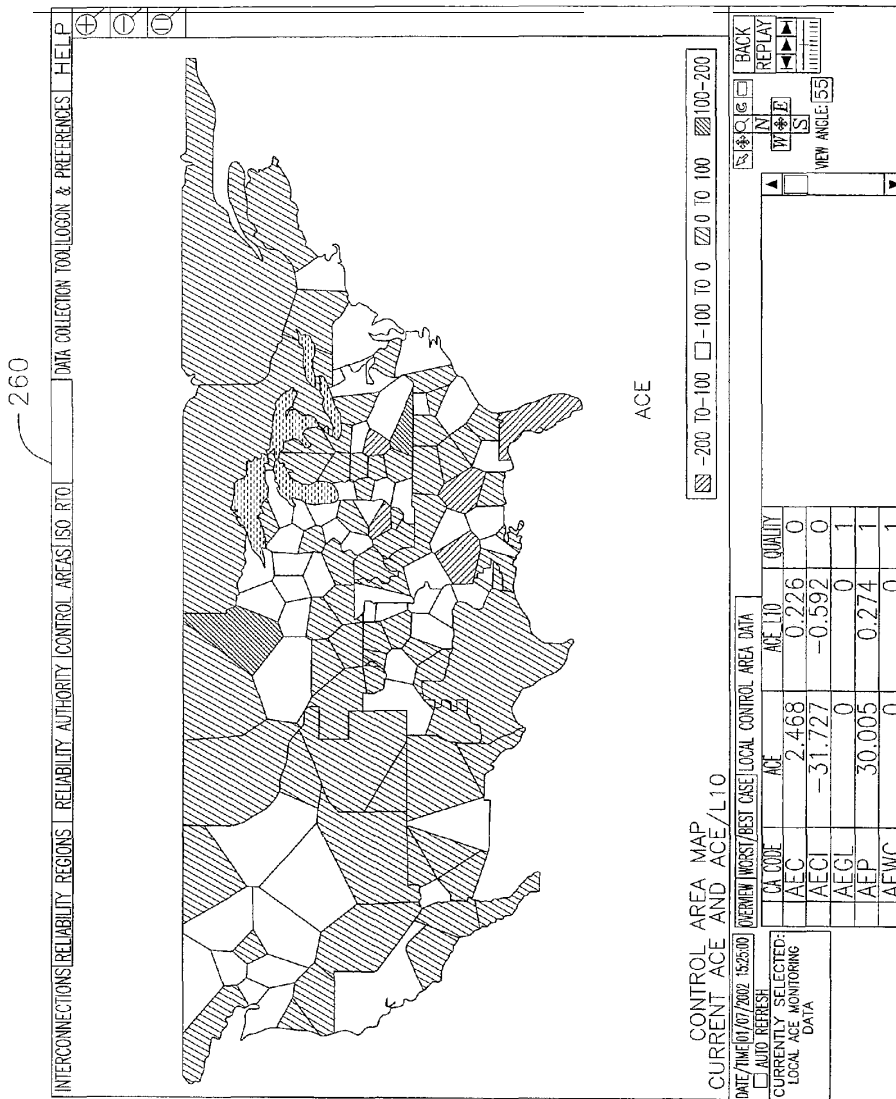 260
INTERCONNECTIONS RELIABILITY REGIONS RELIABILITY AUTHORITY CONTROL AREAS ISO RTO DATA COLLECTION TOOL LOGON & PREFERENCES HELP
ACE
-200 TO-100 -100 TO 0 0 TO 100 100-200
CONTROL AREA MAP
CURRENT ACE AND ACE/L10
DATE/TIME 01/07/2002 15:25:00
AUTO REFRESH
CURRENTLY SELECTED:
LOCAL ACE MONITORING
DATA
OVERVIEW WORST/BEST CASE LOCAL CONTROL AREA DATA
CA CODE ACE ACE L10 QUALITY
AEC 2.468 0.226 0
AECI -31.727 -0.592 0
AEGL 0 0 1
AEP 30.005 0.274 1
AEWC 0 0 1
N
W E
S
VIEW ANGLE: 55
BACK
REPLAY